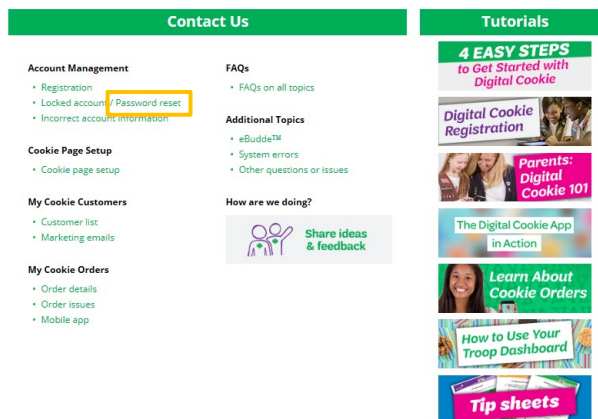 Contact Us
Account Management
Registration
Locked account / Password reset
Incorrect account information
Cookie Page Setup
Cookie page setup
My Cookie Customers
Customer list
Marketing emails
My Cookie Orders
Order details
Order issues
Mobile app
FAQs
FAQs on all topics
Additional Topics
eBudde™
System errors
Other questions or issues
How are we doing?
Share ideas
& feedback
Tutorials
4 EASY STEPS
to Get Started with
Digital Cookie
Digital Cookie
Registration
Parents:
Digital
Cookie 101
The Digital Cookie App
in Action
Learn About
Cookie Orders
How to Use Your
Troop Dashboard
Tip sheets